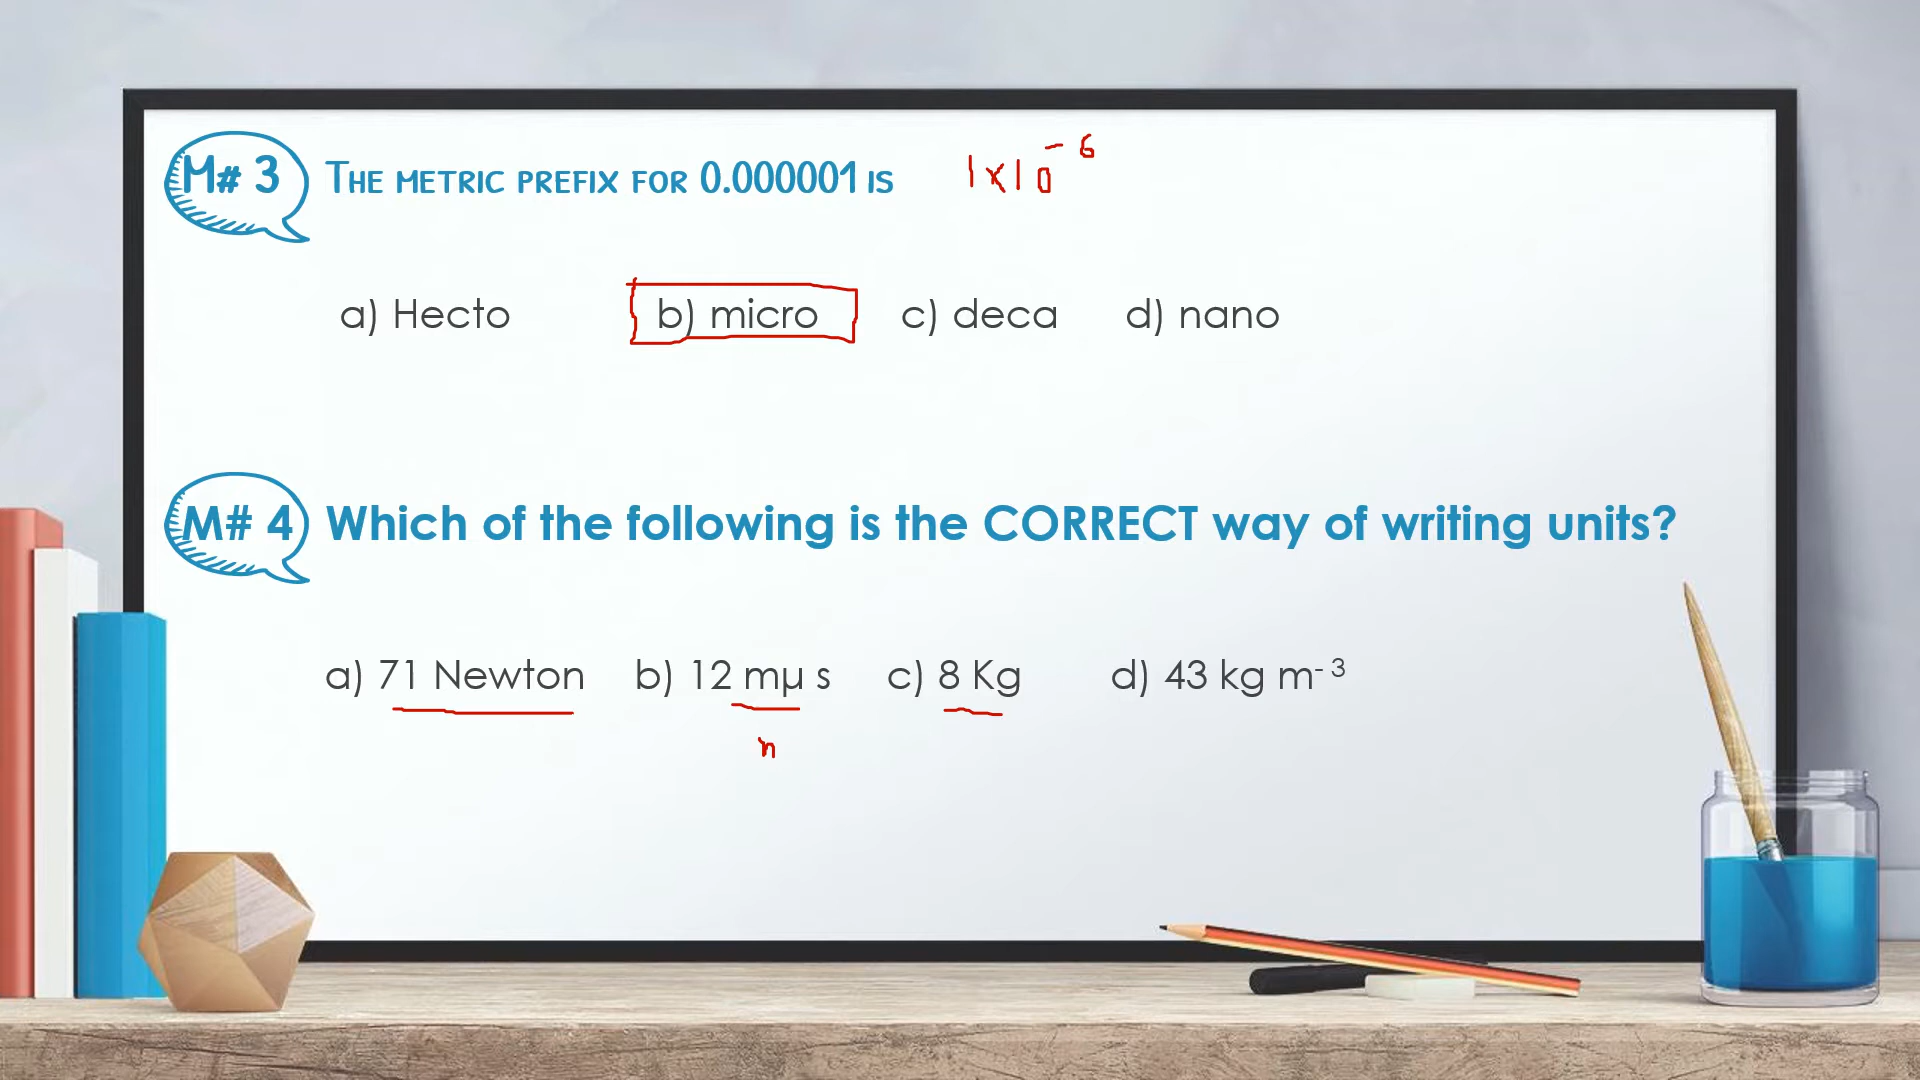 M# 3 The metric prefix for 0.000001 is 1x10⁻⁶
a) Hecto b) micro c) deca d) nano
M# 4 Which of the following is the CORRECT way of writing units?
a) 71 Newton b) 12 mµ s c) 8 Kg d) 43 kg m⁻ ³
n